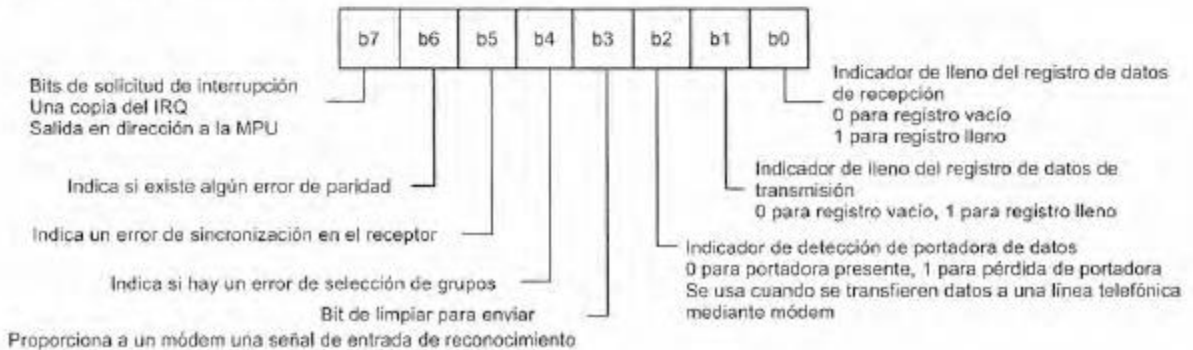 b7 b6 b5 b4 b3 b2 b1 b0
Bits de solicitud de interrupción
Una copia del IRQ
Salida en dirección a la MPU
Indica si existe algún error de paridad
Indica un error de sincronización en el receptor
Indica si hay un error de selección de grupos
Bit de limpiar para enviar
Proporciona a un módem una señal de entrada de reconocimiento
Indicador de lleno del registro de datos
de recepción
0 para registro vacío
1 para registro lleno
Indicador de lleno del registro de datos de
transmisión
0 para registro vacío, 1 para registro lleno
Indicador de detección de portadora de datos
0 para portadora presente, 1 para pérdida de portadora
Se usa cuando se transfieren datos a una línea telefónica
mediante módem